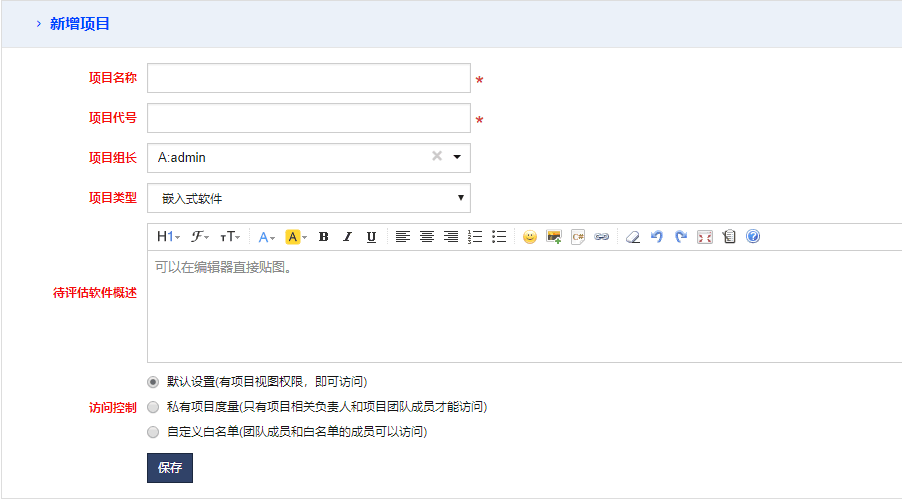 新增项目
项目名称 *
项目代号 *
项目组长 A:admin
项目类型 嵌入式软件
H1 F TT A A B I U C#
待评估软件概述 可以在编辑器直接贴图。
访问控制
默认设置(有项目视图权限，即可访问)
私有项目度量(只有项目相关负责人和项目团队成员才能访问)
自定义白名单(团队成员和白名单的成员可以访问)
保存